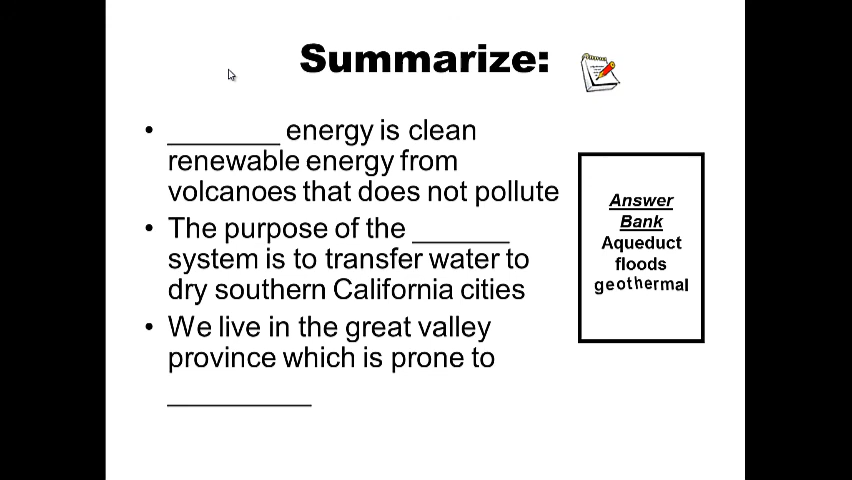 Summarize:
• ________ energy is clean
renewable energy from
volcanoes that does not pollute
• The purpose of the _______
system is to transfer water to
dry southern California cities
• We live in the great valley
province which is prone to
__________
Answer
Bank
Aqueduct
floods
geothermal